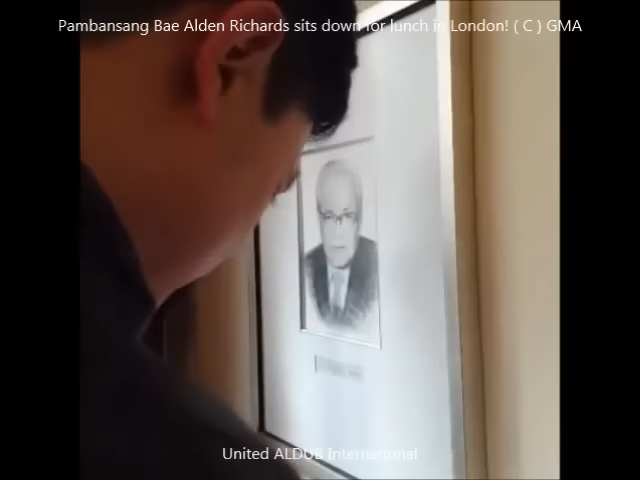 Pambansang Bae Alden Richards sits down for lunch in London! ( C ) GMA
United ALDUB International